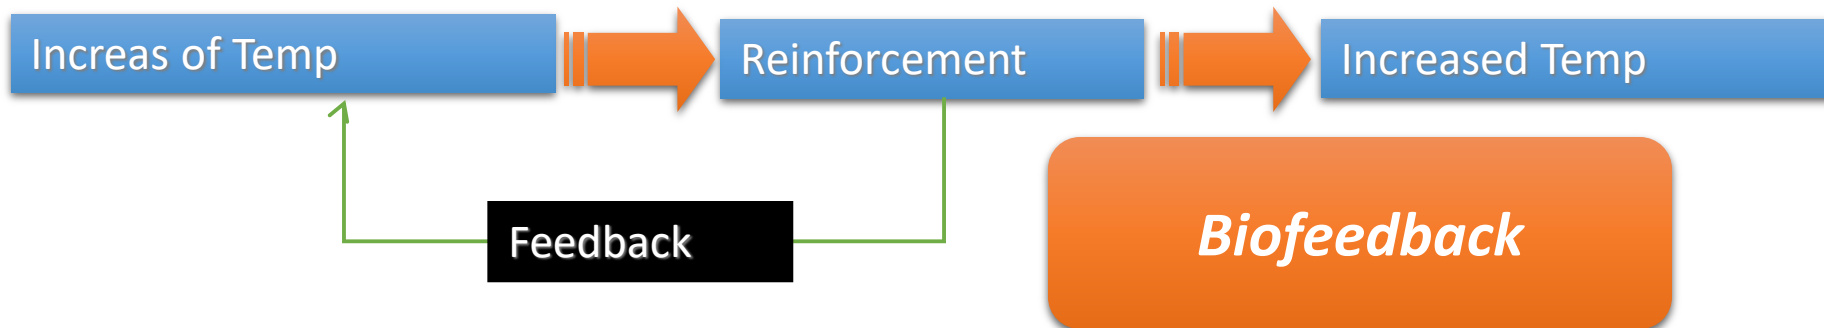 Increas of Temp
Reinforcement
Increased Temp
Feedback
Biofeedback